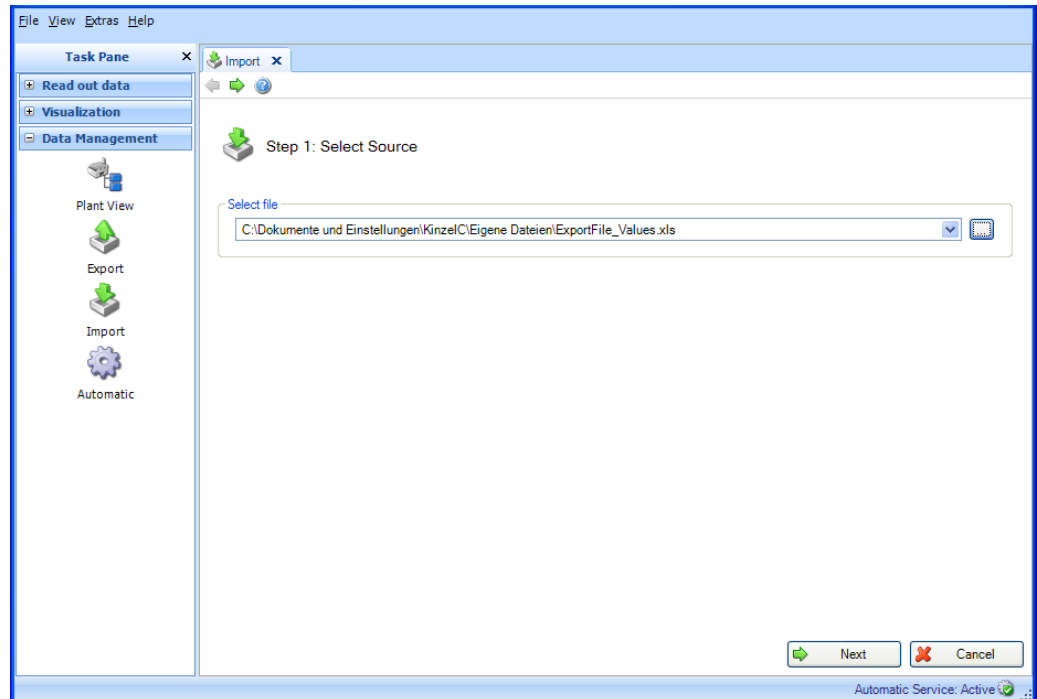 File View Extras Help
Task Pane
Read out data
Visualization
Data Management
Plant View
Export
Import
Automatic
Import
Step 1: Select Source
Select file
C:\Dokumente und Einstellungen\KinzelC\Eigene Dateien\ExportFile_Values.xls
...
Next
Cancel
Automatic Service: Active